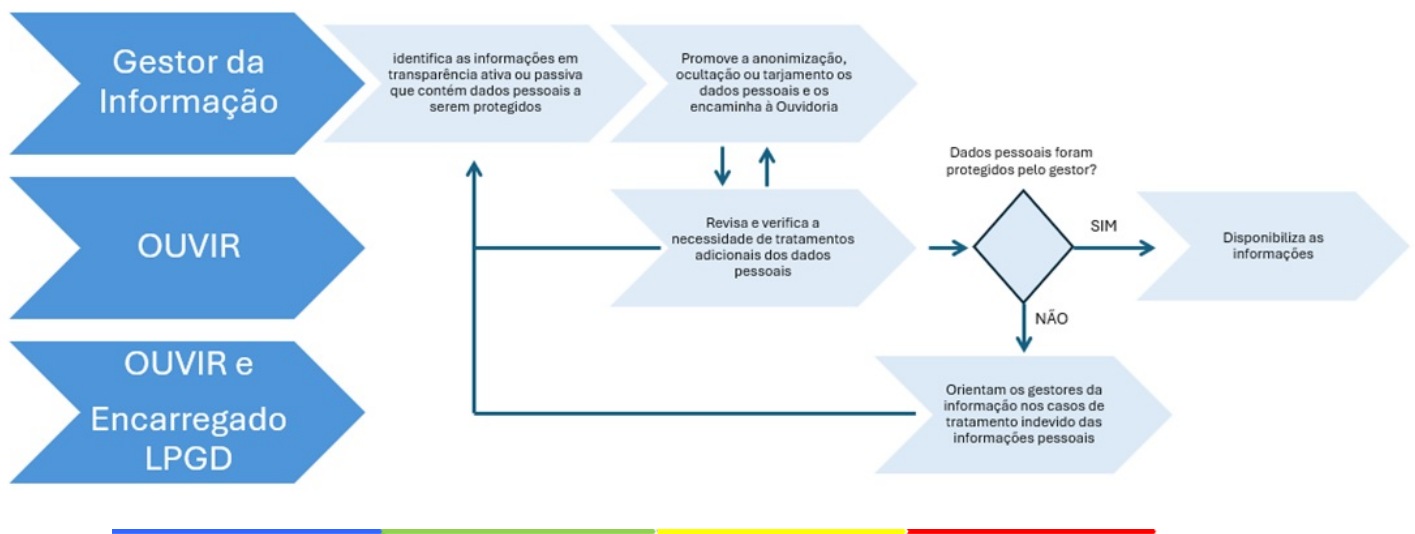 Gestor da
Informação
identifica as informações em
transparência ativa ou passiva
que contém dados pessoais a
serem protegidos
Promove a anonimização,
ocultação ou tarjamento os
dados pessoais e os
encaminha à Ouvidoria
OUVIR
Revisa e verifica a
necessidade de tratamentos
adicionais dos dados
pessoais
Dados pessoais foram
protegidos pelo gestor?
SIM
Disponibiliza as
informações
NÃO
OUVIR e
Encarregado
LPGD
Orientam os gestores da
informação nos casos de
tratamento indevido das
informações pessoais